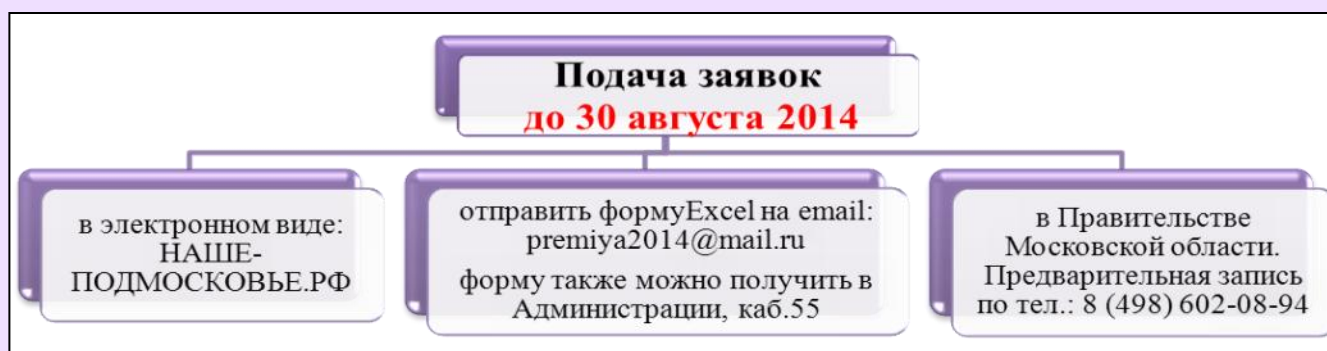 Подача заявок
до 30 августа 2014
в электронном виде:
НАШЕ-
ПОДМОСКОВЬЕ.РФ
отправить формуExcel на email:
premiya2014@mail.ru
форму также можно получить в
Администрации, каб.55
в Правительстве
Московской области.
Предварительная запись
по тел.: 8 (498) 602-08-94